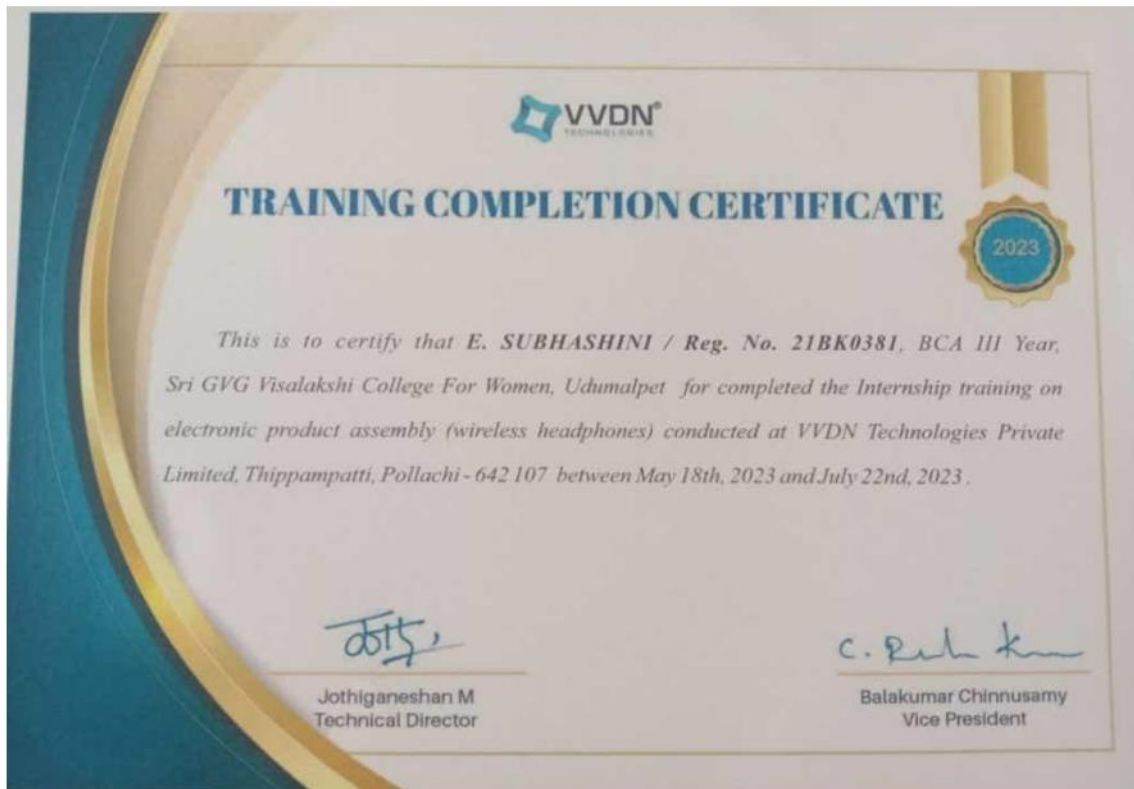 VVDN®
TECHNOLOGIES
TRAINING COMPLETION CERTIFICATE
2023
This is to certify that E. SUBHASHINI / Reg. No. 21BK0381, BCA III Year,
Sri GVG Visalakshi College For Women, Udumalpet for completed the Internship training on
electronic product assembly (wireless headphones) conducted at VVDN Technologies Private
Limited, Thippampatti, Pollachi - 642 107 between May 18th, 2023 and July 22nd, 2023 .
Jothiganeshan M
Technical Director
C.
Balakumar Chinnusamy
Vice President